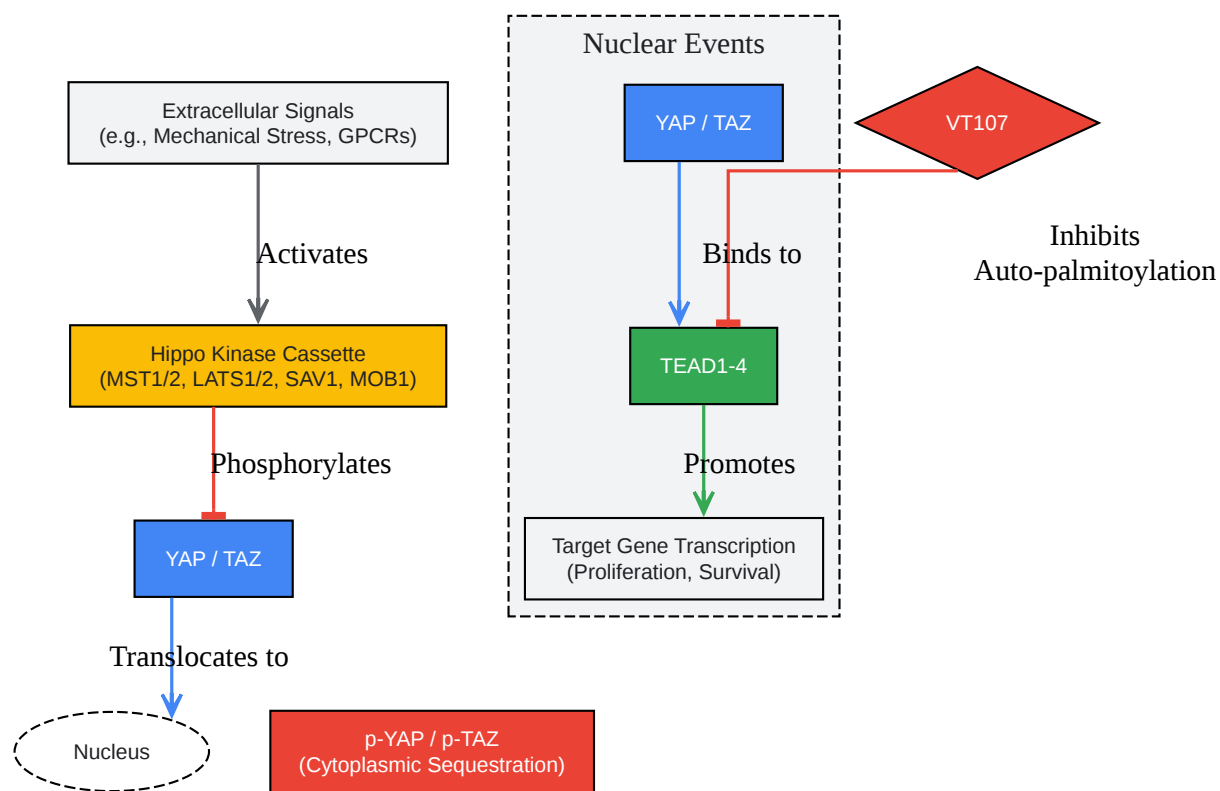 Extracellular Signals
(e.g., Mechanical Stress, GPCRs)
Activates
Hippo Kinase Cassette
(MST1/2, LATS1/2, SAV1, MOB1)
Phosphorylates
YAP / TAZ
Translocates to
Nucleus
p-YAP / p-TAZ
(Cytoplasmic Sequestration)
Nuclear Events
YAP / TAZ
Binds to
TEAD1-4
Promotes
Target Gene Transcription
(Proliferation, Survival)
VT107
Inhibits
Auto-palmitoylation